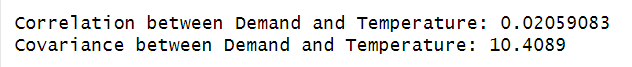 Correlation between Demand and Temperature: 0.02059083
Covariance between Demand and Temperature: 10.4089